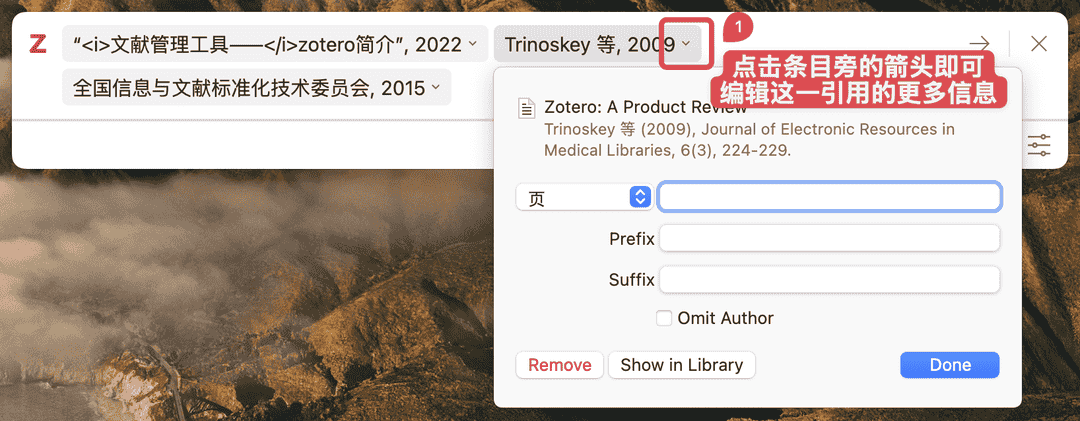 Z
“<i>文献管理工具——</i>zotero简介”, 2022
Trinoskey 等, 2009
1
全国信息与文献标准化技术委员会, 2015
点击条目旁的箭头即可
编辑这一引用的更多信息
Zotero: A Product Review
Trinoskey 等 (2009), Journal of Electronic Resources in
Medical Libraries, 6(3), 224-229.
页
Prefix
Suffix
Omit Author
Remove
Show in Library
Done